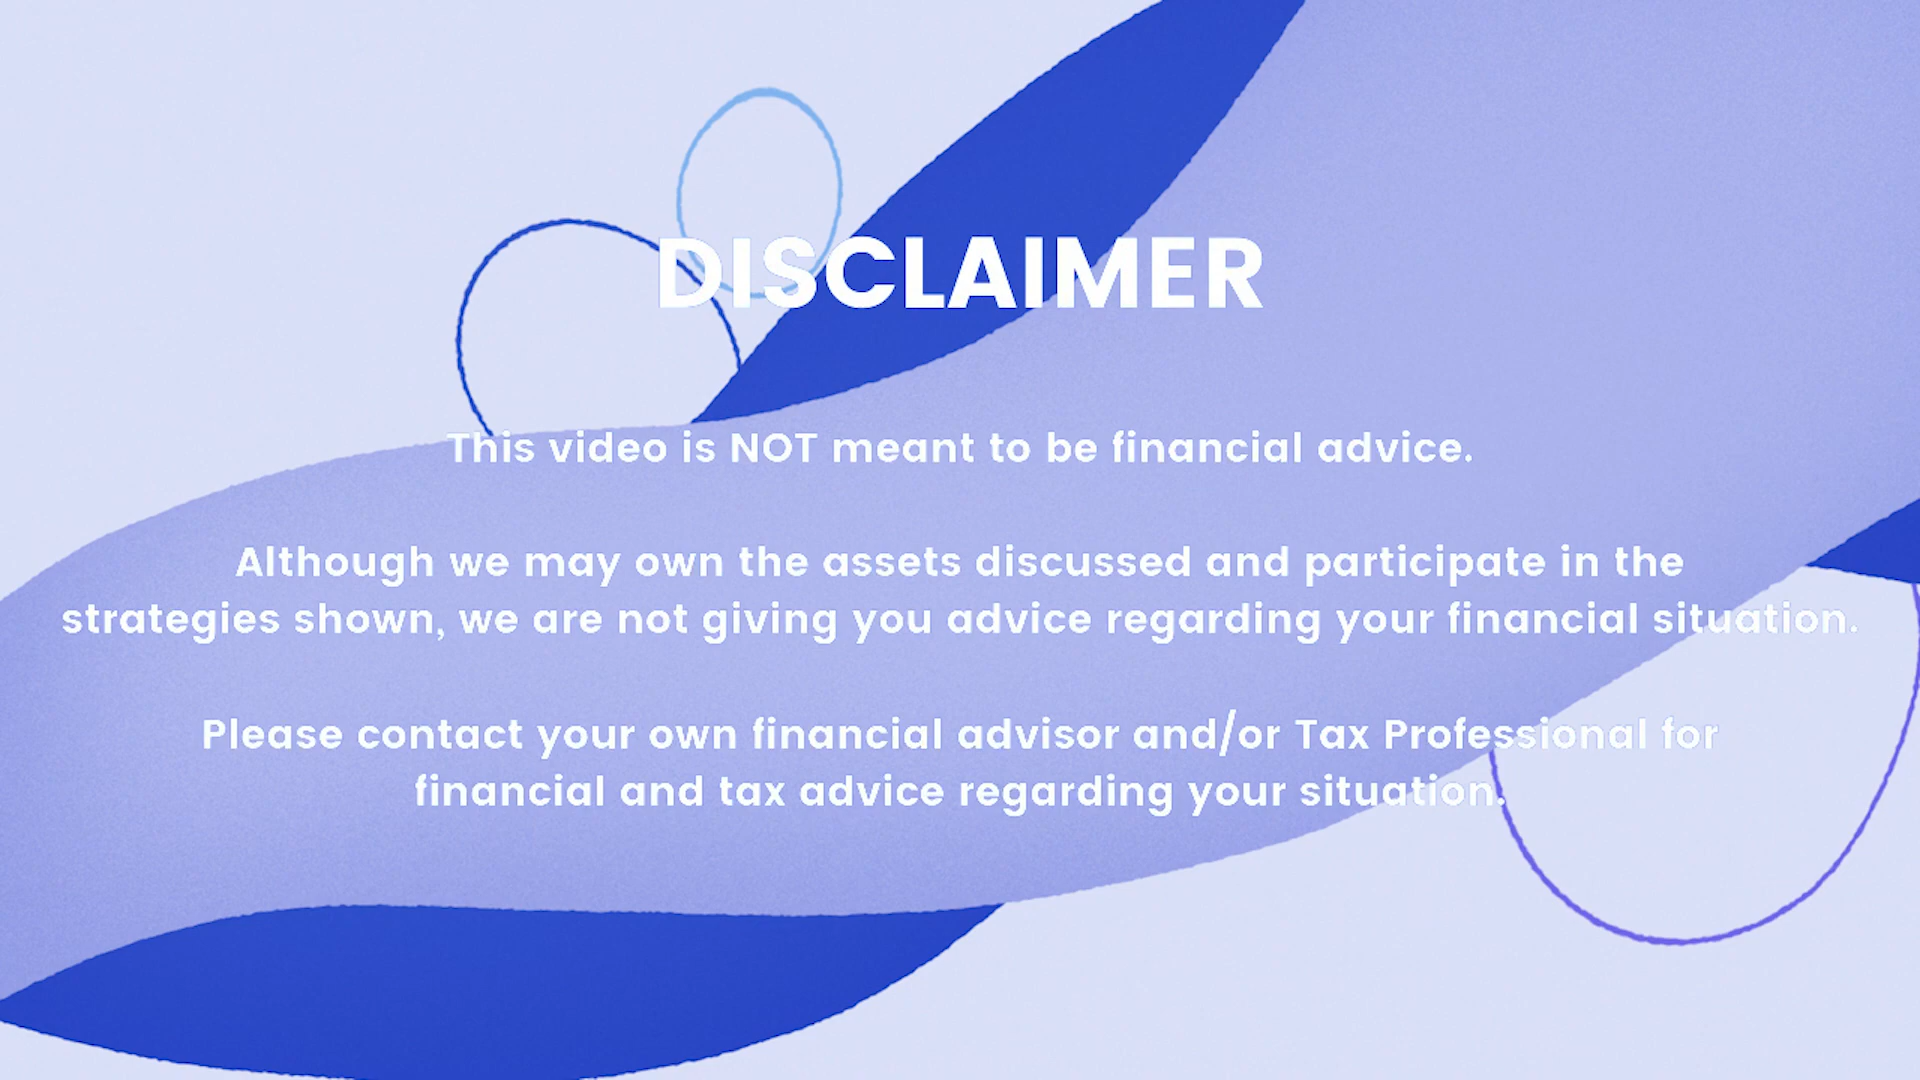 DISCLAIMER
This video is NOT meant to be financial advice.
Although we may own the assets discussed and participate in the
strategies shown, we are not giving you advice regarding your financial situation.
Please contact your own financial advisor and/or Tax Professional for
financial and tax advice regarding your situation.